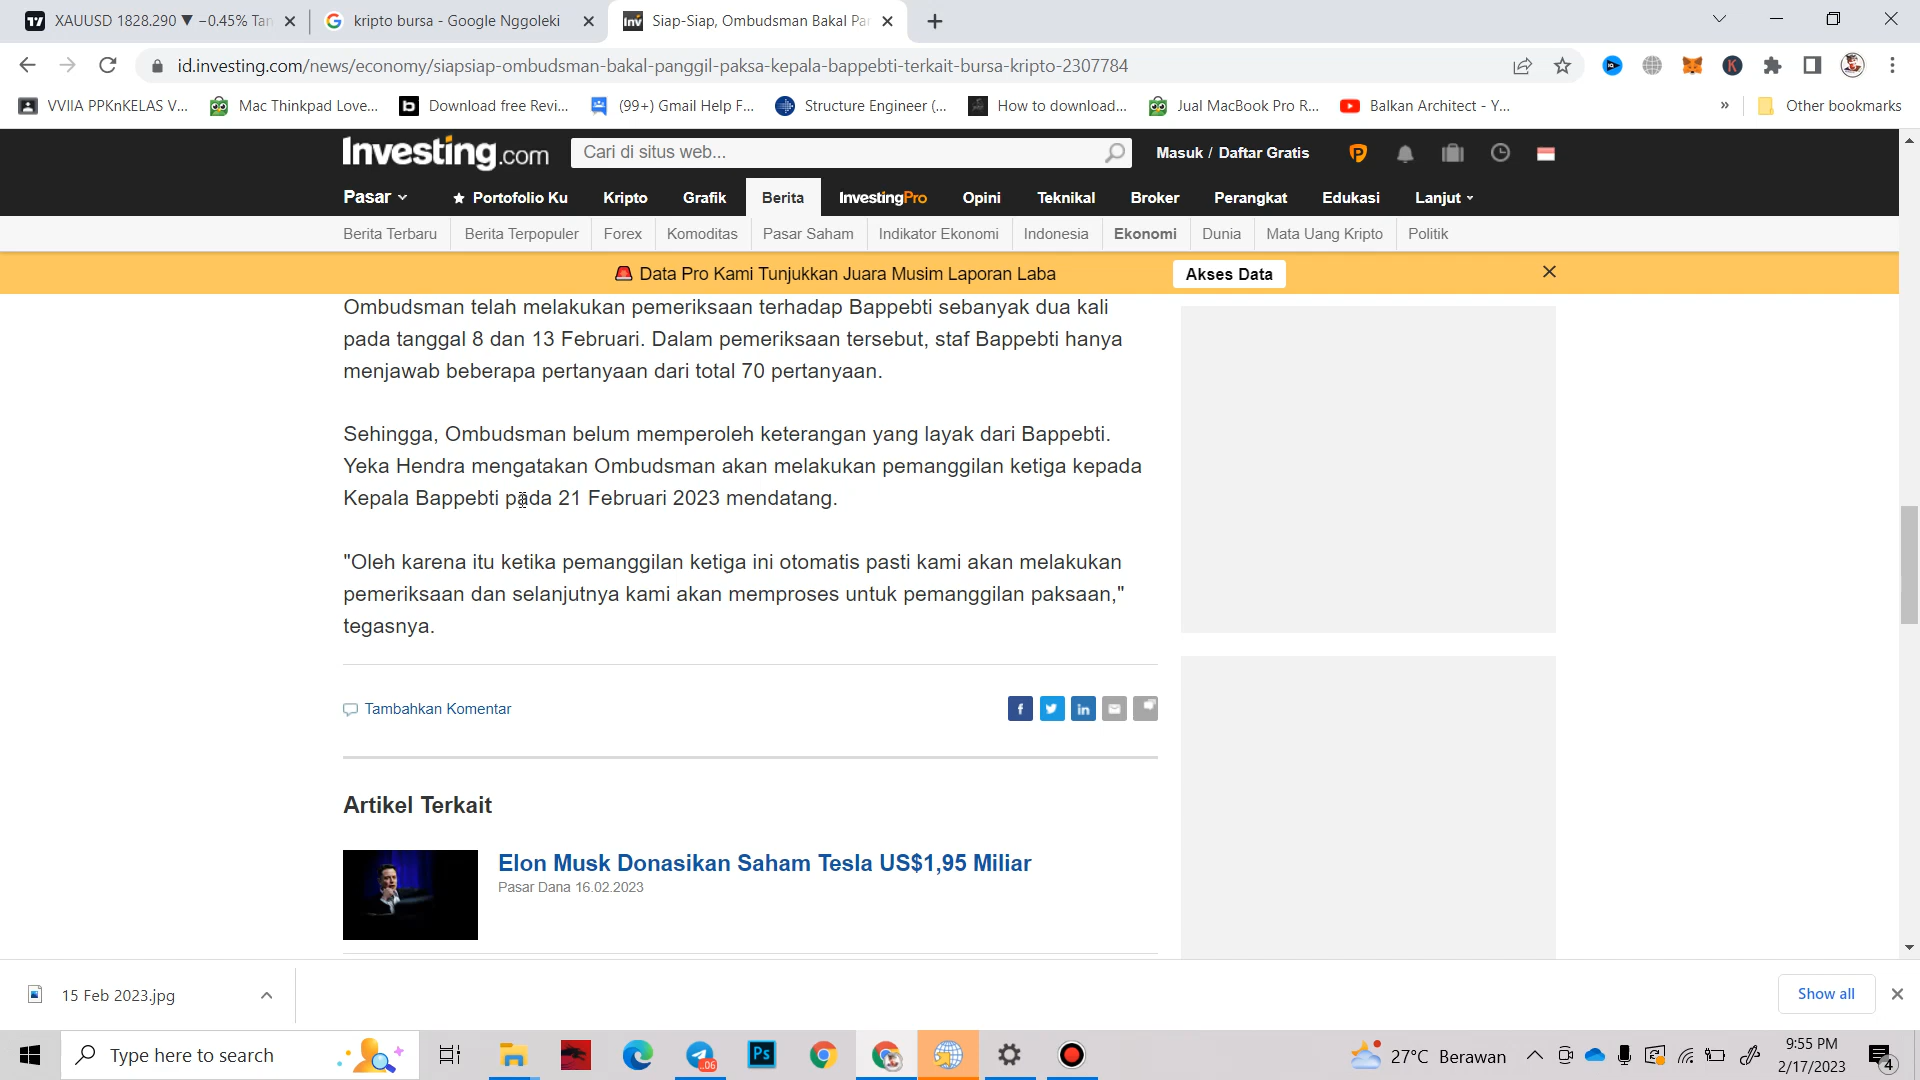 XAUUSD 1828.290 ▼ −0.45% Tan
kripto bursa - Google Nggoleki
Siap-Siap, Ombudsman Bakal Pa
id.investing.com/news/economy/siapsiap-ombudsman-bakal-panggil-paksa-kepala-bappebti-terkait-bursa-kripto-2307784
VVIIA PPKnKELAS V...
Mac Thinkpad Love...
Download free Revi...
(99+) Gmail Help F...
Structure Engineer (...
How to download...
Jual MacBook Pro R...
Balkan Architect - Y...
»
Other bookmarks
Investing.com
Cari di situs web...
Masuk / Daftar Gratis
Pasar
Portofolio Ku
Kripto
Grafik
Berita
InvestingPro
Opini
Teknikal
Broker
Perangkat
Edukasi
Lanjut
Berita Terbaru
Berita Terpopuler
Forex
Komoditas
Pasar Saham
Indikator Ekonomi
Indonesia
Ekonomi
Dunia
Mata Uang Kripto
Politik
Data Pro Kami Tunjukkan Juara Musim Laporan Laba
Akses Data
Ombudsman telah melakukan pemeriksaan terhadap Bappebti sebanyak dua kali
pada tanggal 8 dan 13 Februari. Dalam pemeriksaan tersebut, staf Bappebti hanya
menjawab beberapa pertanyaan dari total 70 pertanyaan.
Sehingga, Ombudsman belum memperoleh keterangan yang layak dari Bappebti.
Yeka Hendra mengatakan Ombudsman akan melakukan pemanggilan ketiga kepada
Kepala Bappebti pada 21 Februari 2023 mendatang.
"Oleh karena itu ketika pemanggilan ketiga ini otomatis pasti kami akan melakukan
pemeriksaan dan selanjutnya kami akan memproses untuk pemanggilan paksaan,"
tegasnya.
Tambahkan Komentar
Artikel Terkait
Elon Musk Donasikan Saham Tesla US$1,95 Miliar
Pasar Dana 16.02.2023
15 Feb 2023.jpg
Show all
Type here to search
Ps
27°C Berawan
9:55 PM
2/17/2023
4